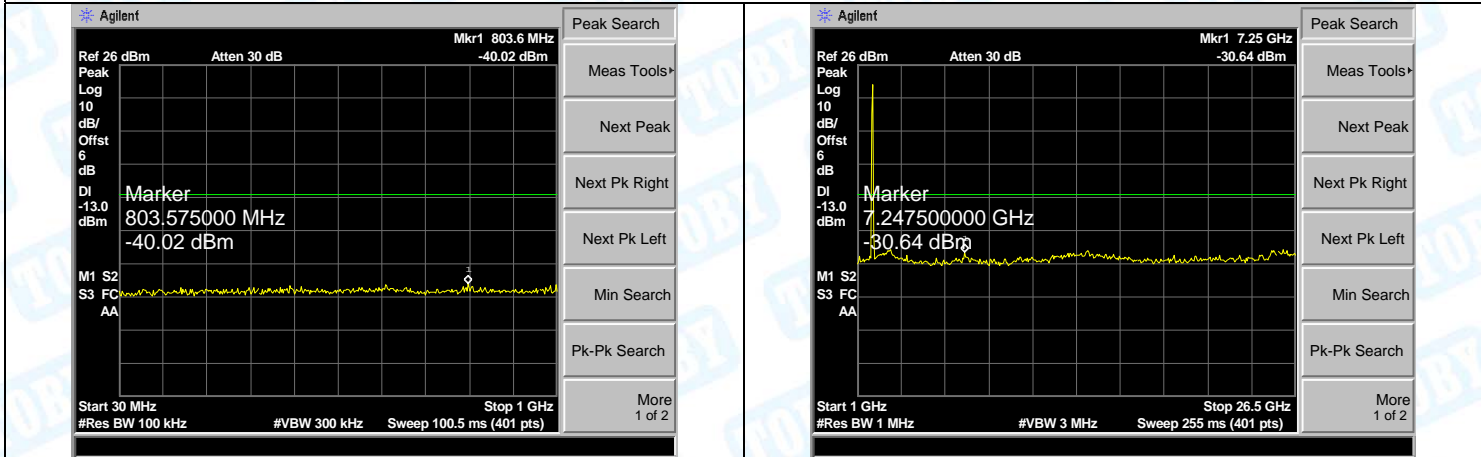 Agilent
Peak Search
Mkr1 803.6 MHz
Ref 26 dBm Atten 30 dB -40.02 dBm
Peak
Log
10
dB/
Offst
6
dB
DI
-13.0
dBm
Marker
803.575000 MHz
-40.02 dBm
1
M1 S2
S3 FC
AA
Start 30 MHz Stop 1 GHz
#Res BW 100 kHz #VBW 300 kHz Sweep 100.5 ms (401 pts)
Meas Tools
Next Peak
Next Pk Right
Next Pk Left
Min Search
Pk-Pk Search
More
1 of 2
Agilent
Peak Search
Mkr1 7.25 GHz
Ref 26 dBm Atten 30 dB -30.64 dBm
Peak
Log
10
dB/
Offst
6
dB
DI
-13.0
dBm
Marker
7.247500000 GHz
-30.64 dBm
M1 S2
S3 FC
AA
Start 1 GHz Stop 26.5 GHz
#Res BW 1 MHz #VBW 3 MHz Sweep 255 ms (401 pts)
Meas Tools
Next Peak
Next Pk Right
Next Pk Left
Min Search
Pk-Pk Search
More
1 of 2
TOBY